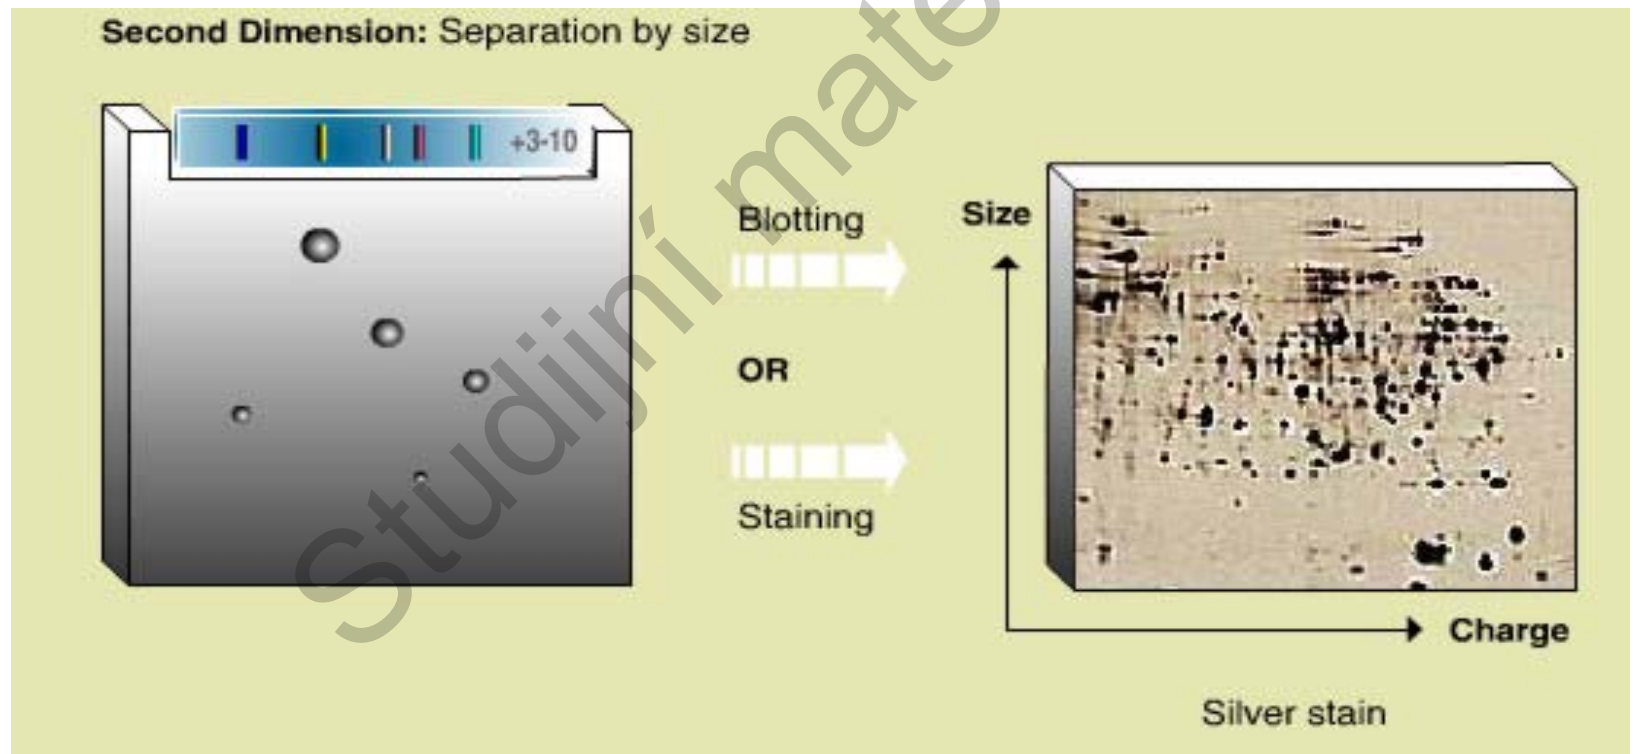 Second Dimension: Separation by size
+3-10
Blotting
OR
Staining
Size
Charge
Silver stain
Studijní mate